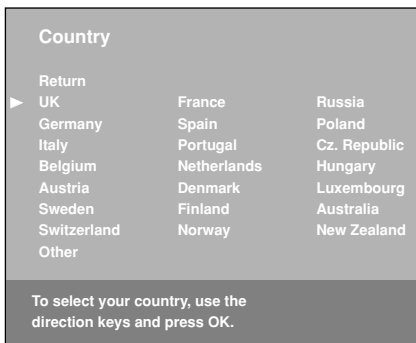 Country
Return
UK France Russia
Germany Spain Poland
Italy Portugal Cz. Republic
Belgium Netherlands Hungary
Austria Denmark Luxembourg
Sweden Finland Australia
Switzerland Norway New Zealand
Other
To select your country, use the
direction keys and press OK.